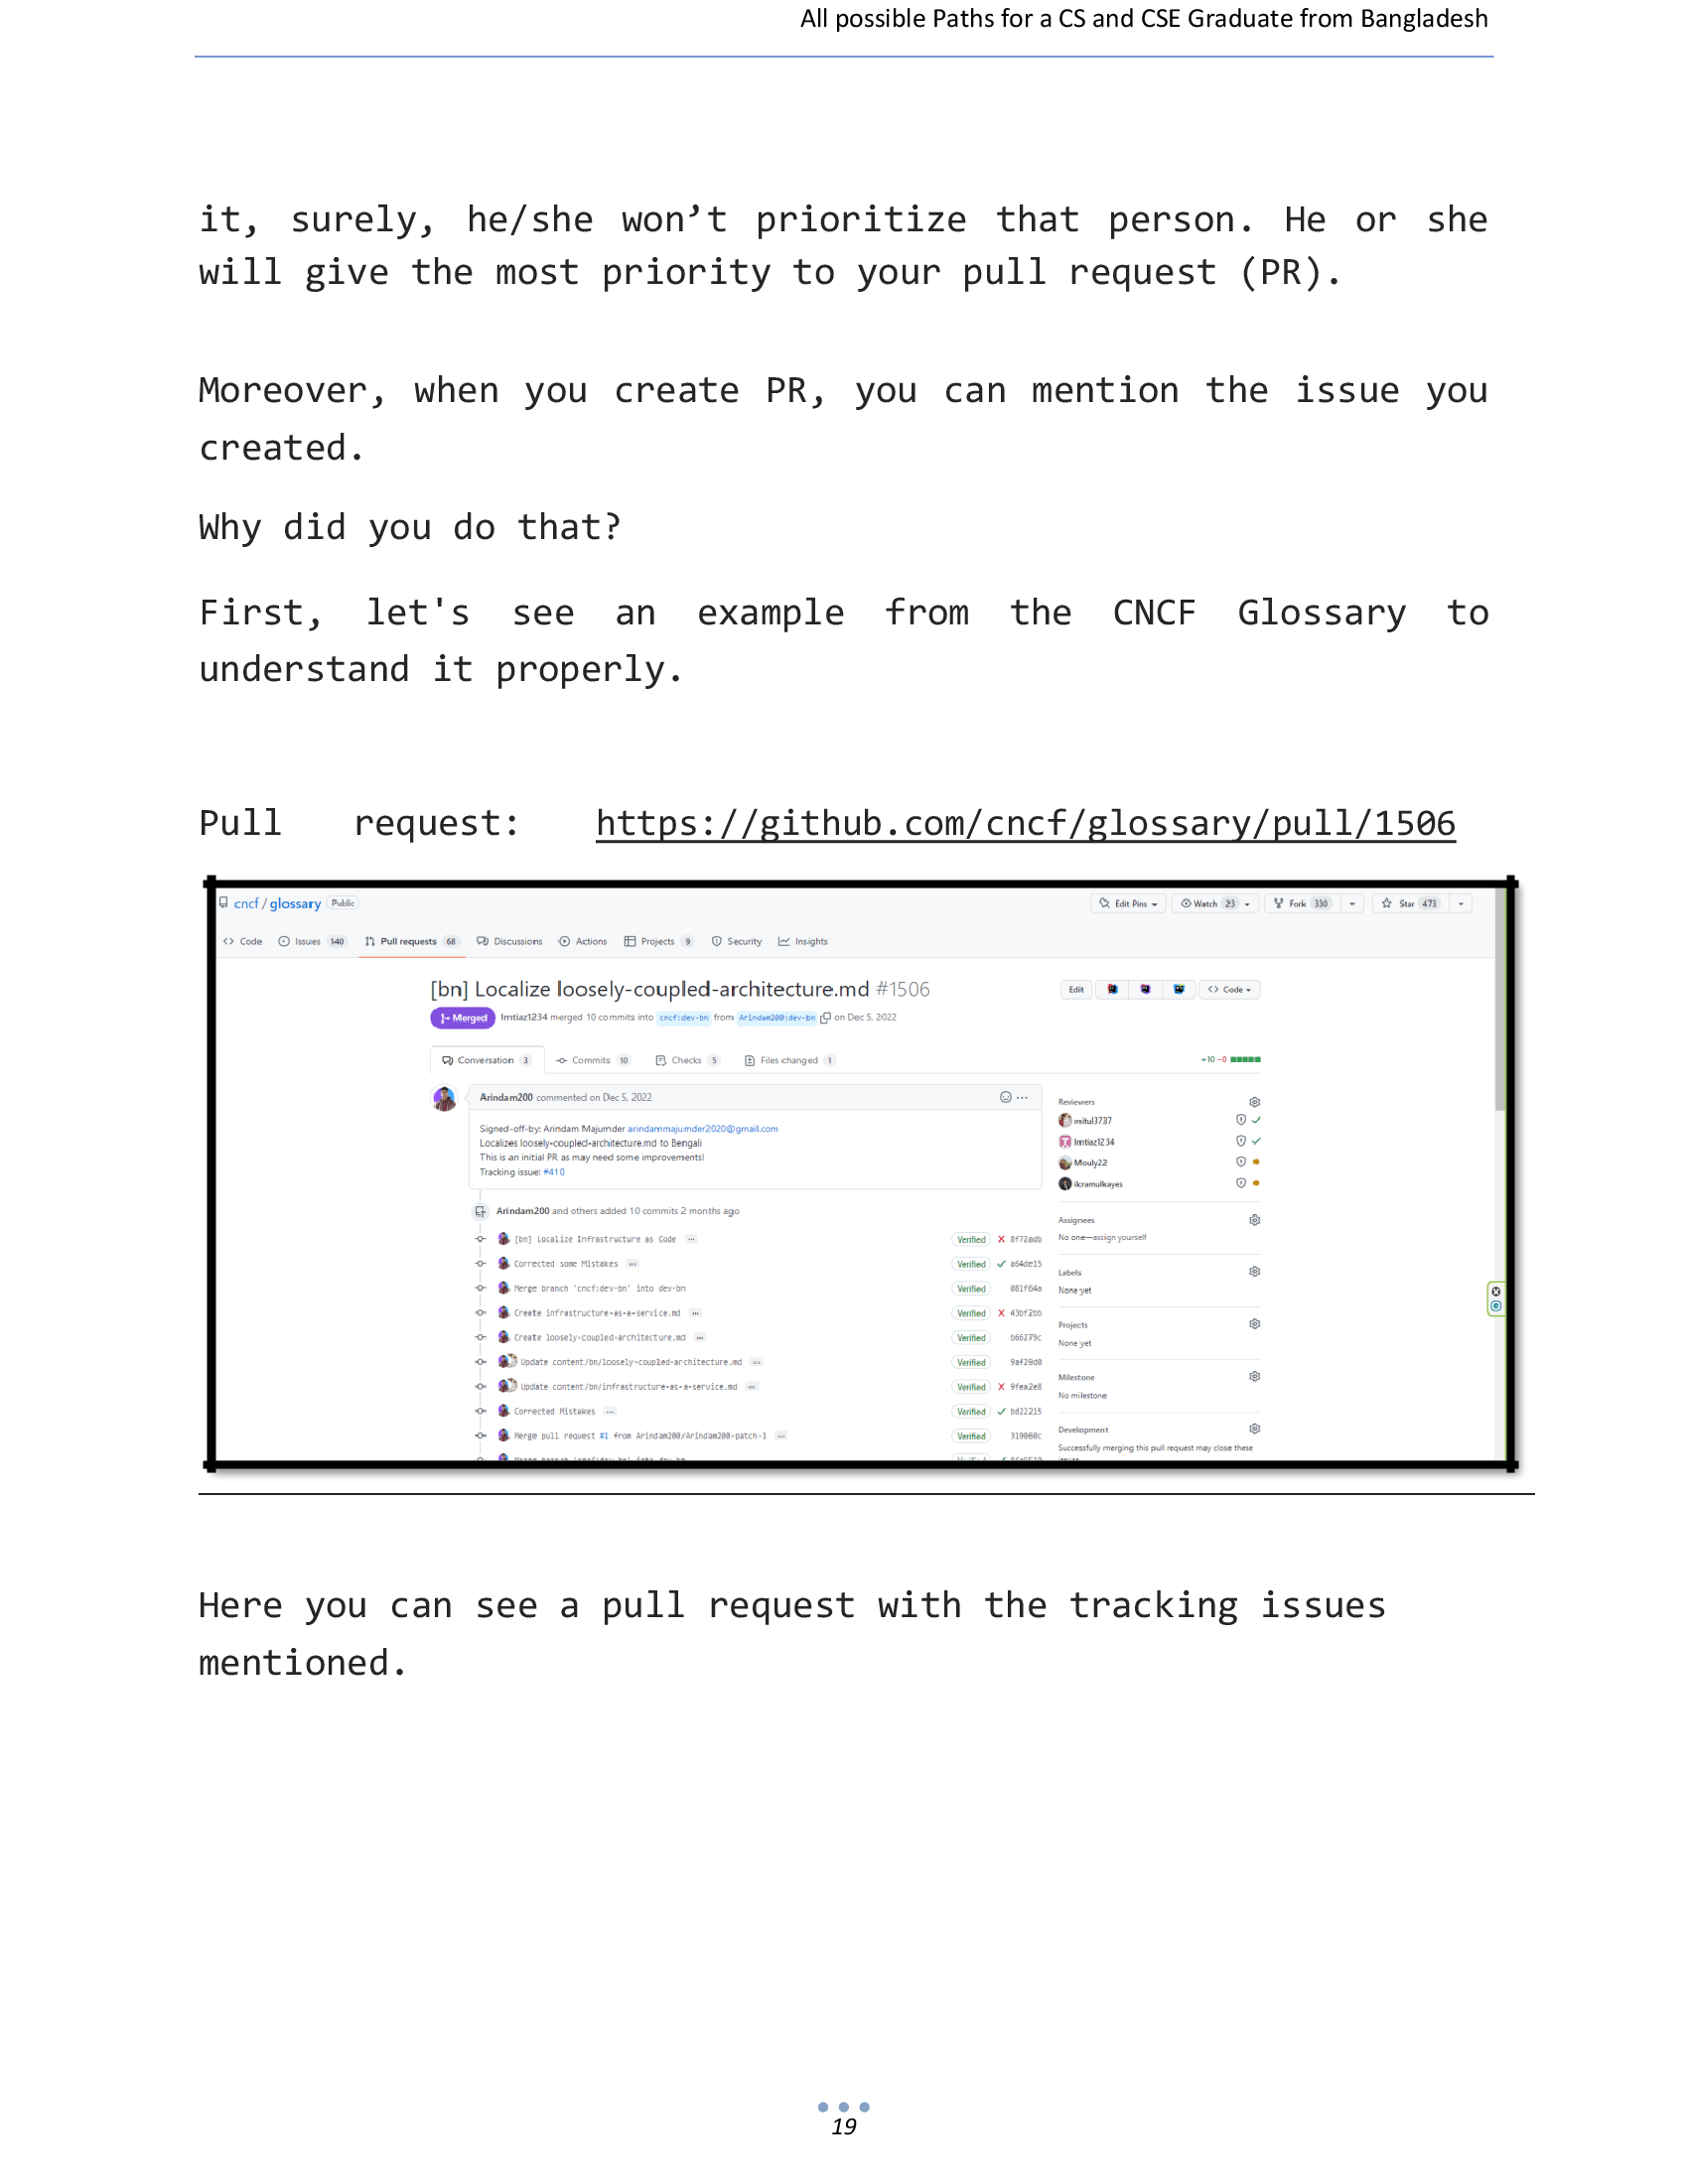 All possible Paths for a CS and CSE Graduate from Bangladesh
it, surely, he/she won’t prioritize that person. He or she
will give the most priority to your pull request (PR).
Moreover, when you create PR, you can mention the issue you
created.
Why did you do that?
First, let's see an example from the CNCF Glossary to
understand it properly.
Pull request: https://github.com/cncf/glossary/pull/1506
cncf / glossary Public
Edit Pins Watch 23 Fork 330 Star 473
Code Issues 140 Pull requests 68 Discussions Actions Projects 9 Security Insights
[bn] Localize loosely-coupled-architecture.md #1506
Edit <> Code
Merged Imtiaz1234 merged 10 commits into cncf:dev-bn from Arindam200:dev-bn on Dec 5, 2022
Conversation 3 Commits 10 Checks 5 Files changed 1
+10 -0
Arindam200 commented on Dec 5, 2022
Signed-off-by: Arindam Majumder arindammajumder2020@gmail.com
Localizes loosely-coupled-architecture.md to Bengali
This is an initial PR as may need some improvements!
Tracking issue: #410
Arindam200 and others added 10 commits 2 months ago
[bn] Localize Infrastructure as Code Verified 8f72adb
Corrected some Mistakes Verified a64de15
Merge branch 'cncf:dev-bn' into dev-bn Verified 081f64a
Create infrastructure-as-a-service.md Verified 43bf2bb
Create loosely-coupled-architecture.md Verified b66279c
Update content/bn/loosely-coupled-architecture.md Verified 9af29d0
Update content/bn/infrastructure-as-a-service.md Verified 9fea2e8
Corrected Mistakes Verified bd22215
Merge pull request #1 from Arindam200/Arindam200-patch-1 Verified 319060c
Reviewers
mitul3737
Imtiaz1234
Mouly22
ikramulkayes
Assignees
No one—assign yourself
Labels
None yet
Projects
None yet
Milestone
No milestone
Development
Successfully merging this pull request may close these
Here you can see a pull request with the tracking issues
mentioned.
19